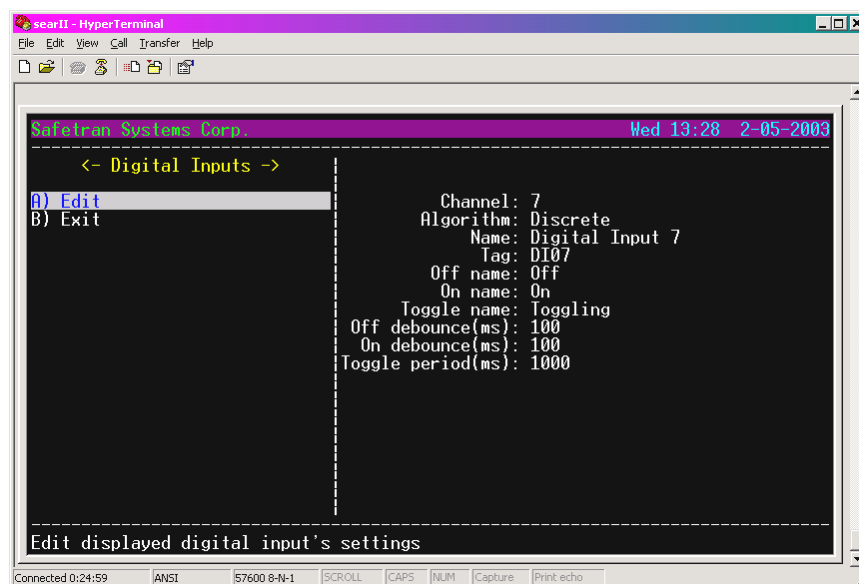 searII - HyperTerminal
File Edit View Call Transfer Help
Safetran Systems Corp. Wed 13:28 2-05-2003
<- Digital Inputs ->
A) Edit
B) Exit
Channel: 7
Algorithm: Discrete
Name: Digital Input 7
Tag: DI07
Off name: Off
On name: On
Toggle name: Toggling
Off debounce(ms): 100
On debounce(ms): 100
Toggle period(ms): 1000
Edit displayed digital input's settings
Connected 0:24:59 ANSI 57600 8-N-1 SCROLL CAPS NUM Capture Print echo